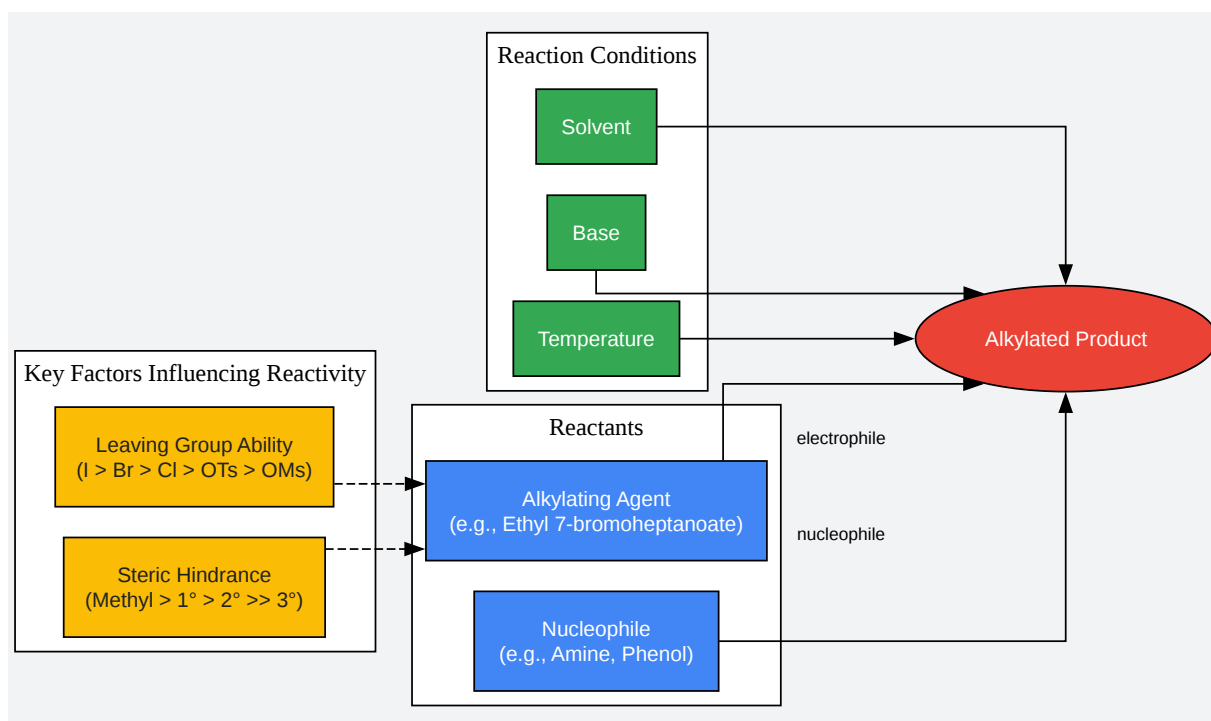 Reaction Conditions
Solvent
Base
Temperature
Alkylated Product
Key Factors Influencing Reactivity
Leaving Group Ability
(I > Br > Cl > OTs > OMs)
Steric Hindrance
(Methyl > 1° > 2° >> 3°)
Reactants
Alkylating Agent
(e.g., Ethyl 7-bromoheptanoate)
Nucleophile
(e.g., Amine, Phenol)
electrophile
nucleophile